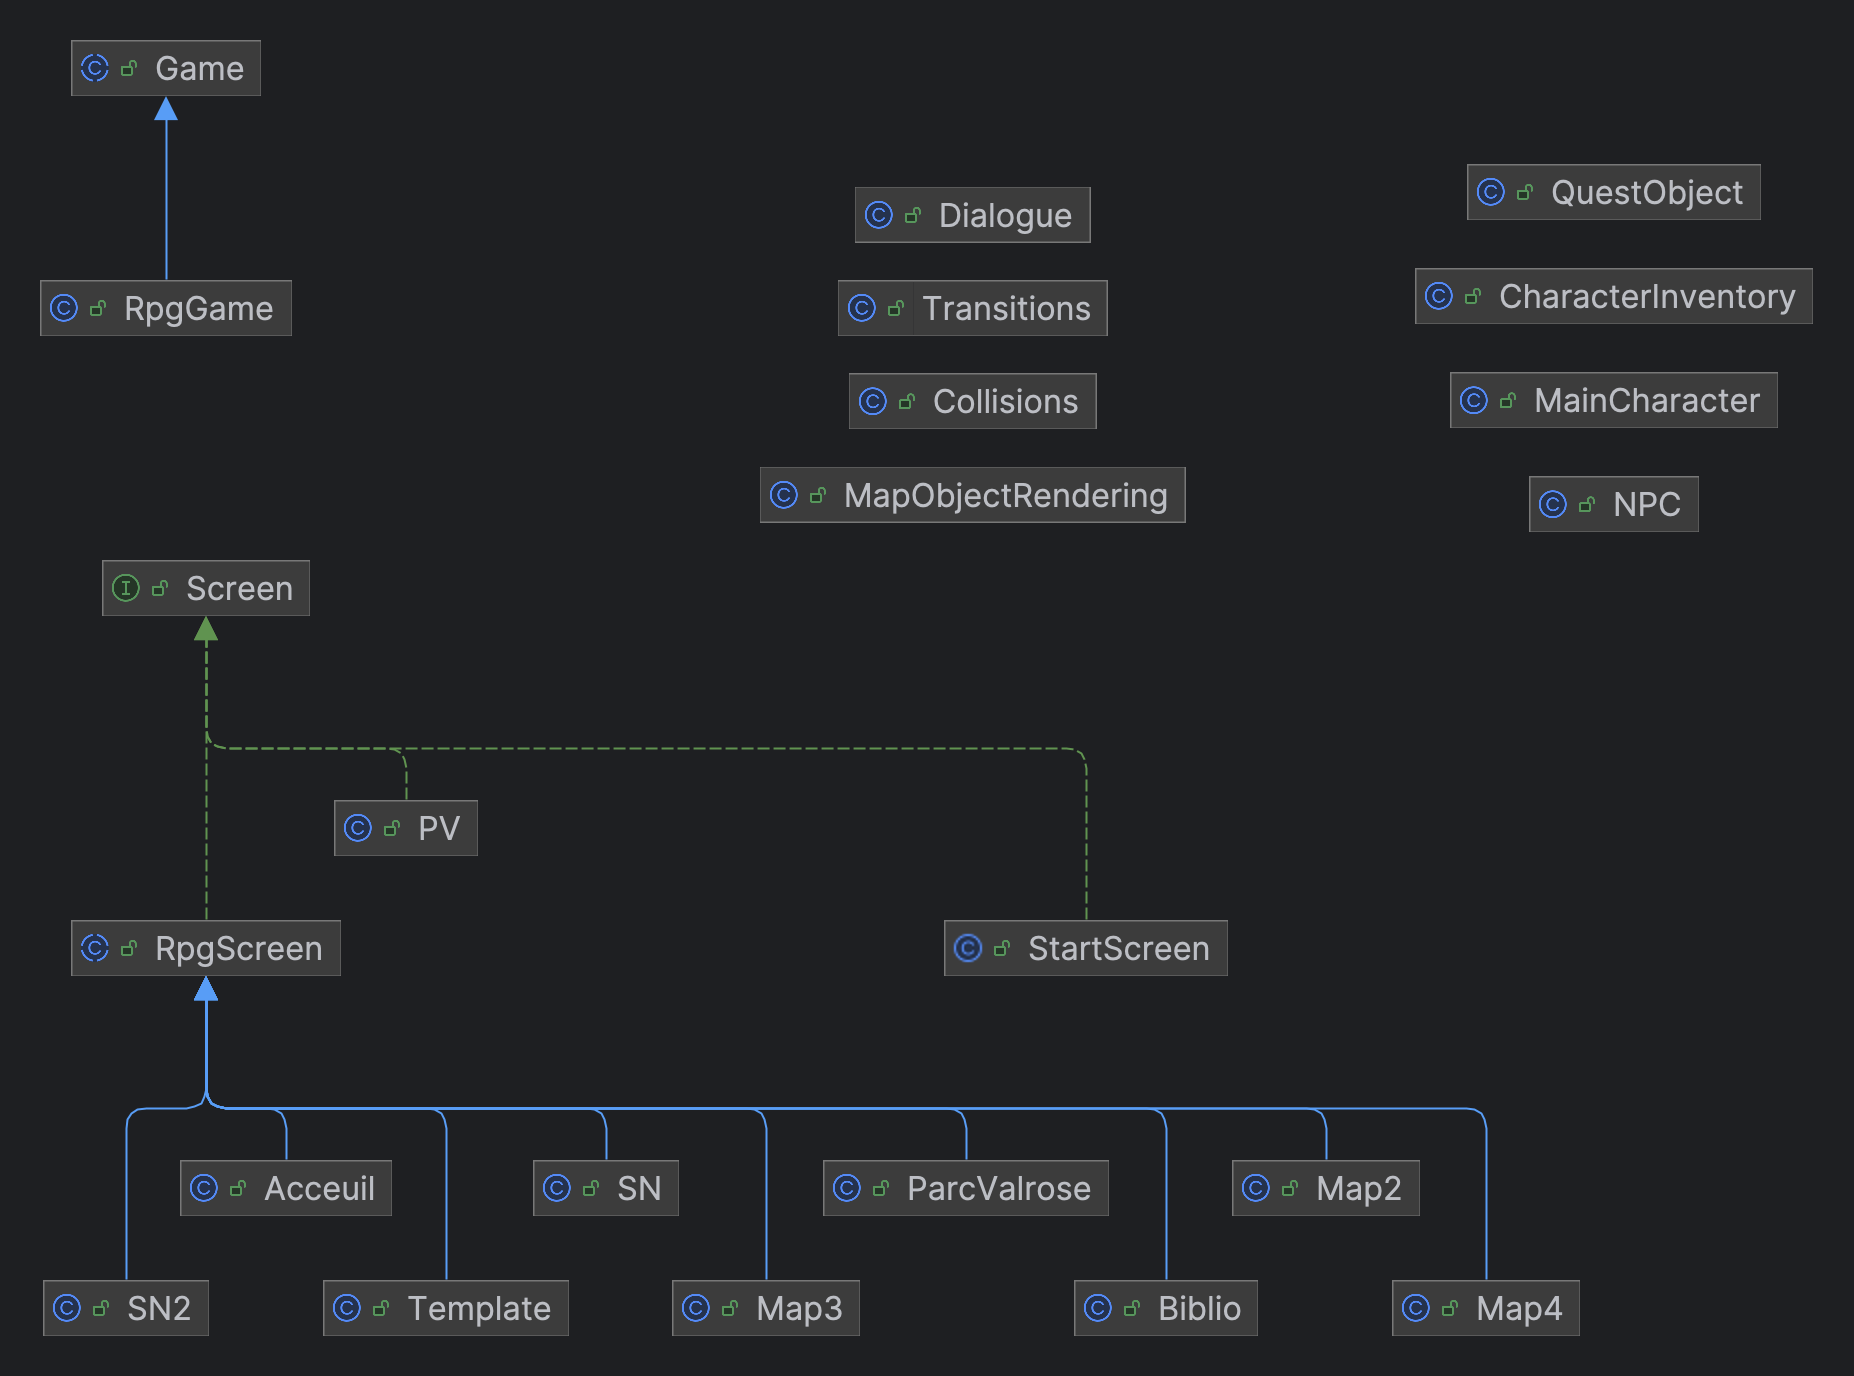 Game
RpgGame
Dialogue
Transitions
Collisions
MapObjectRendering
QuestObject
CharacterInventory
MainCharacter
NPC
Screen
PV
RpgScreen
StartScreen
Acceuil
SN
ParcValrose
Map2
SN2
Template
Map3
Biblio
Map4